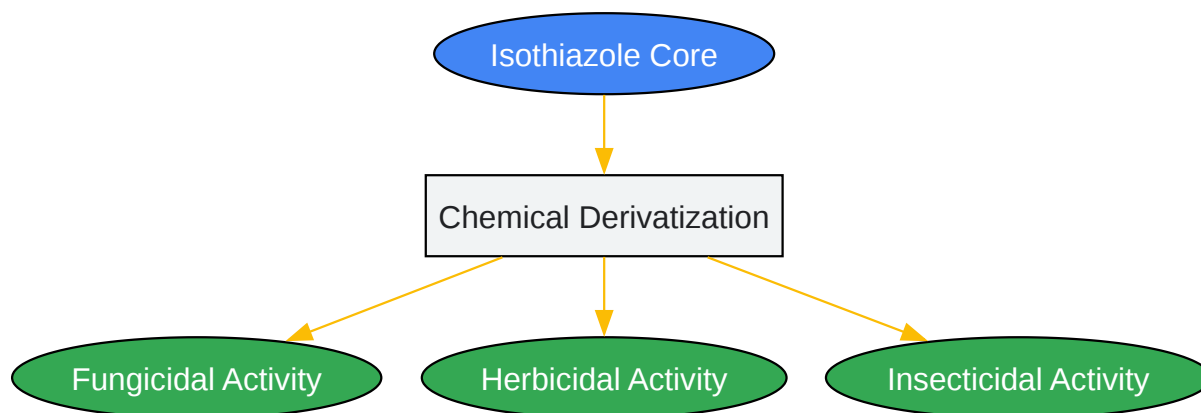 Isothiazole Core
Chemical Derivatization
Fungicidal Activity
Herbicidal Activity
Insecticidal Activity